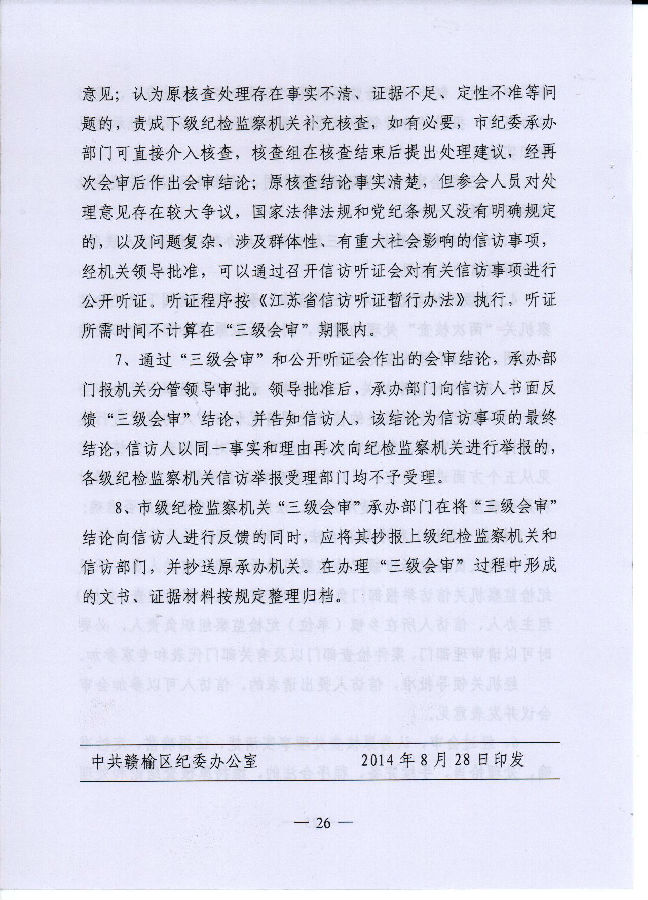 意见；认为原核查处理存在事实不清、证据不足、定性不准等问
题的，责成下级纪检监察机关补充核查，如有必要，市纪委承办
部门可直接介入核查，核查组在核查结束后提出处理建议，经再
次会审后作出会审结论；原核查结论事实清楚，但参会人员对处
理意见存在较大争议，国家法律法规和党纪条规又没有明确规定
的，以及问题复杂、涉及群体性、有重大社会影响的信访事项，
经机关领导批准，可以通过召开信访听证会对有关信访事项进行
公开听证。听证程序按《江苏省信访听证暂行办法》执行，听证
所需时间不计算在“三级会审”期限内。
7、通过“三级会审”和公开听证会作出的会审结论，承办部
门报机关分管领导审批。领导批准后，承办部门向信访人书面反
馈“三级会审”结论，并告知信访人，该结论为信访事项的最终
结论，信访人以同一事实和理由再次向纪检监察机关进行举报的，
各级纪检监察机关信访举报受理部门均不予受理。
8、市级纪检监察机关“三级会审”承办部门在将“三级会审”
结论向信访人进行反馈的同时，应将其抄报上级纪检监察机关和
信访部门，并抄送原承办机关。在办理“三级会审”过程中形成
的文书、证据材料按规定整理归档。
中共赣榆区纪委办公室 2014年8月28日印发
— 26 —